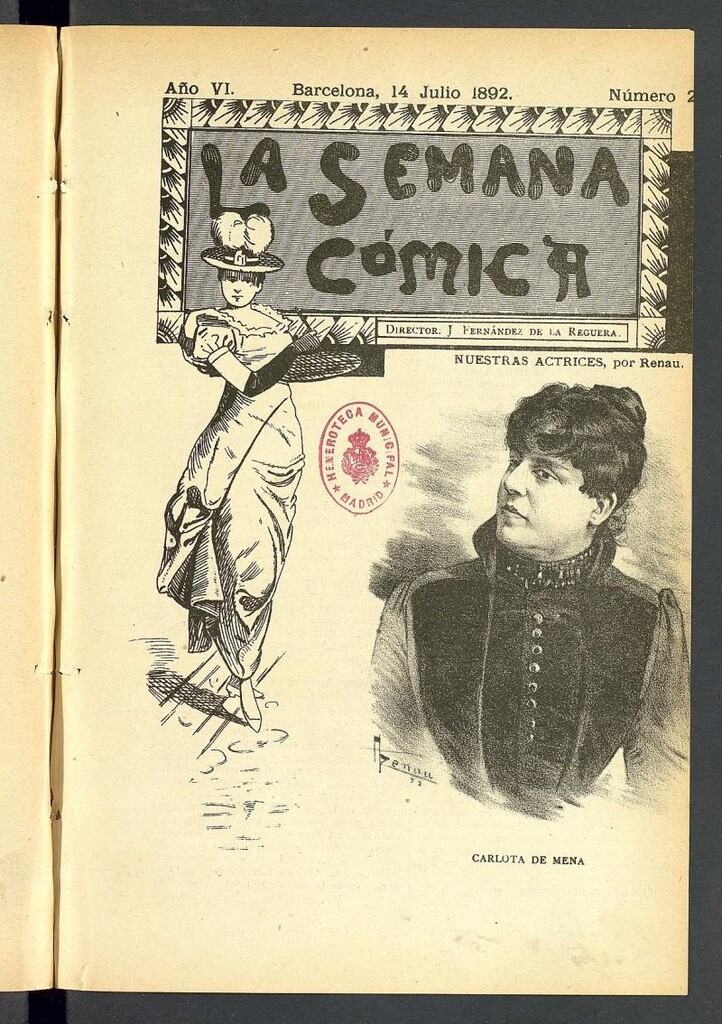 Año VI. Barcelona, 14 Julio 1892. Número 2
LA SEMANA
CÓMICA
DIRECTOR: J FERNÁNDEZ DE LA REGUERA.
NUESTRAS ACTRICES, por Renau.
HEMEROTECA MUNICIPAL
★ MADRID ★
Renau
92
CARLOTA DE MENA